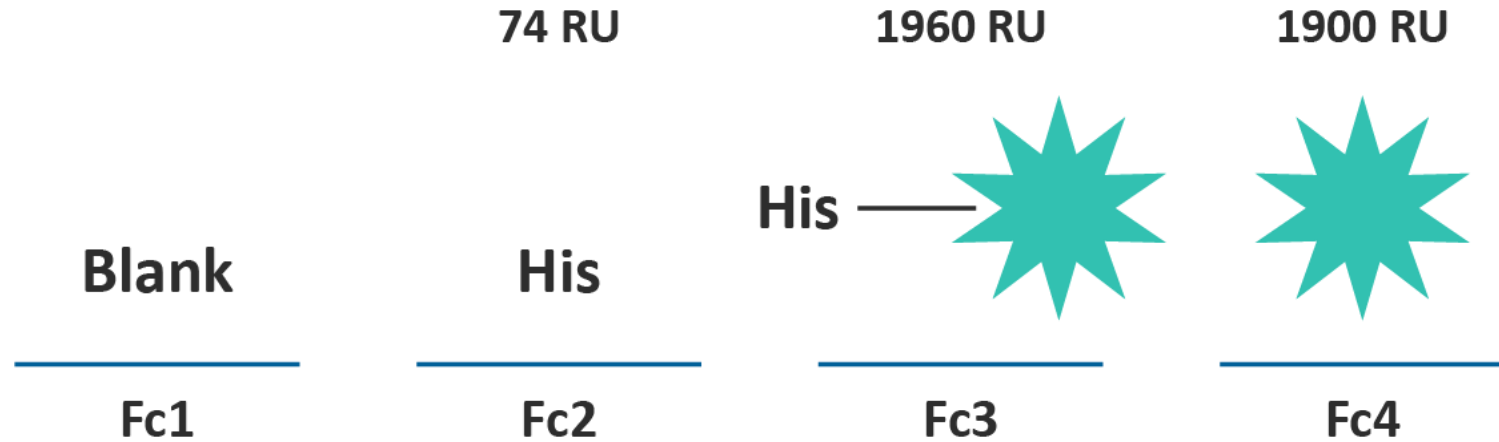 74 RU
1960 RU
1900 RU
His
Blank
His
Fc1
Fc2
Fc3
Fc4